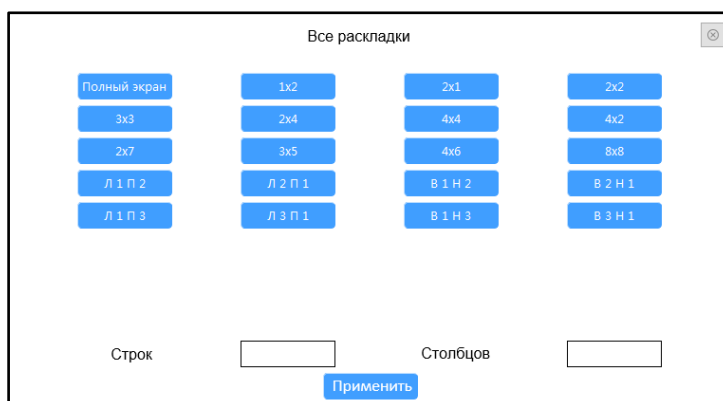 Все раскладки
Полный экран 1x2 2x1 2x2
3x3 2x4 4x4 4x2
2x7 3x5 4x6 8x8
Л 1 П 2 Л 2 П 1 В 1 Н 2 В 2 Н 1
Л 1 П 3 Л 3 П 1 В 1 Н 3 В 3 Н 1
Строк Столбцов
Применить